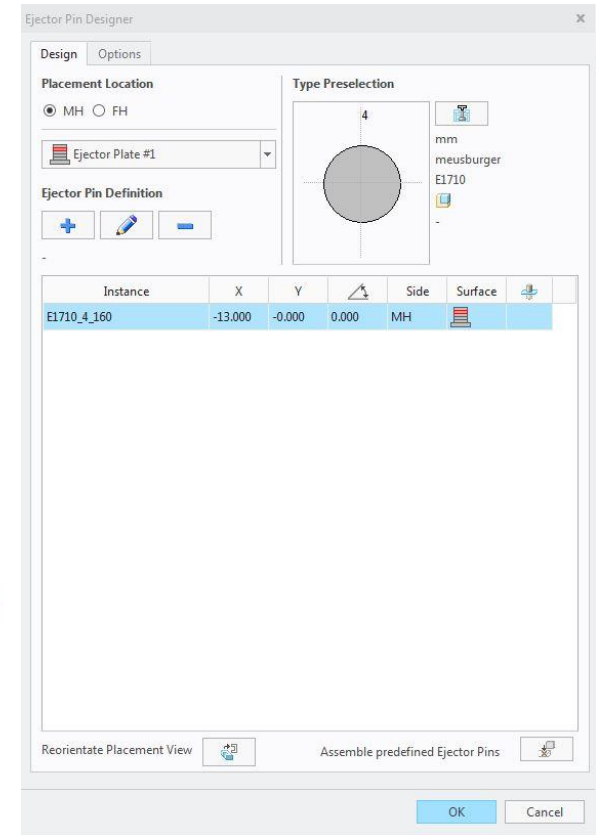 Ejector Pin Designer
x
Design Options
Placement Location
MH FH
Ejector Plate #1
Ejector Pin Definition
-
Type Preselection
4
mm
meusburger
E1710
-
Instance X Y Side Surface
E1710_4_160 -13.000 -0.000 0.000 MH
Reorientate Placement View
Assemble predefined Ejector Pins
OK Cancel